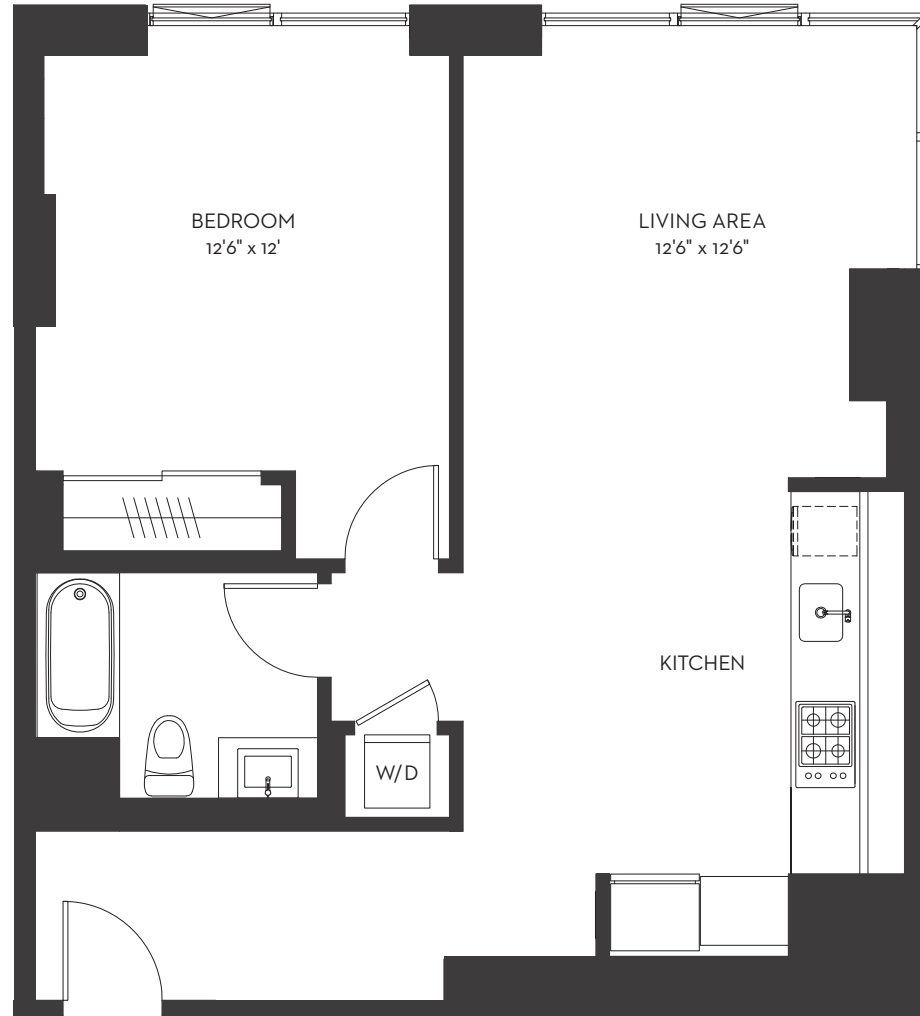 BEDROOM
12'6" x 12'
LIVING AREA
12'6" x 12'6"
KITCHEN
W/D